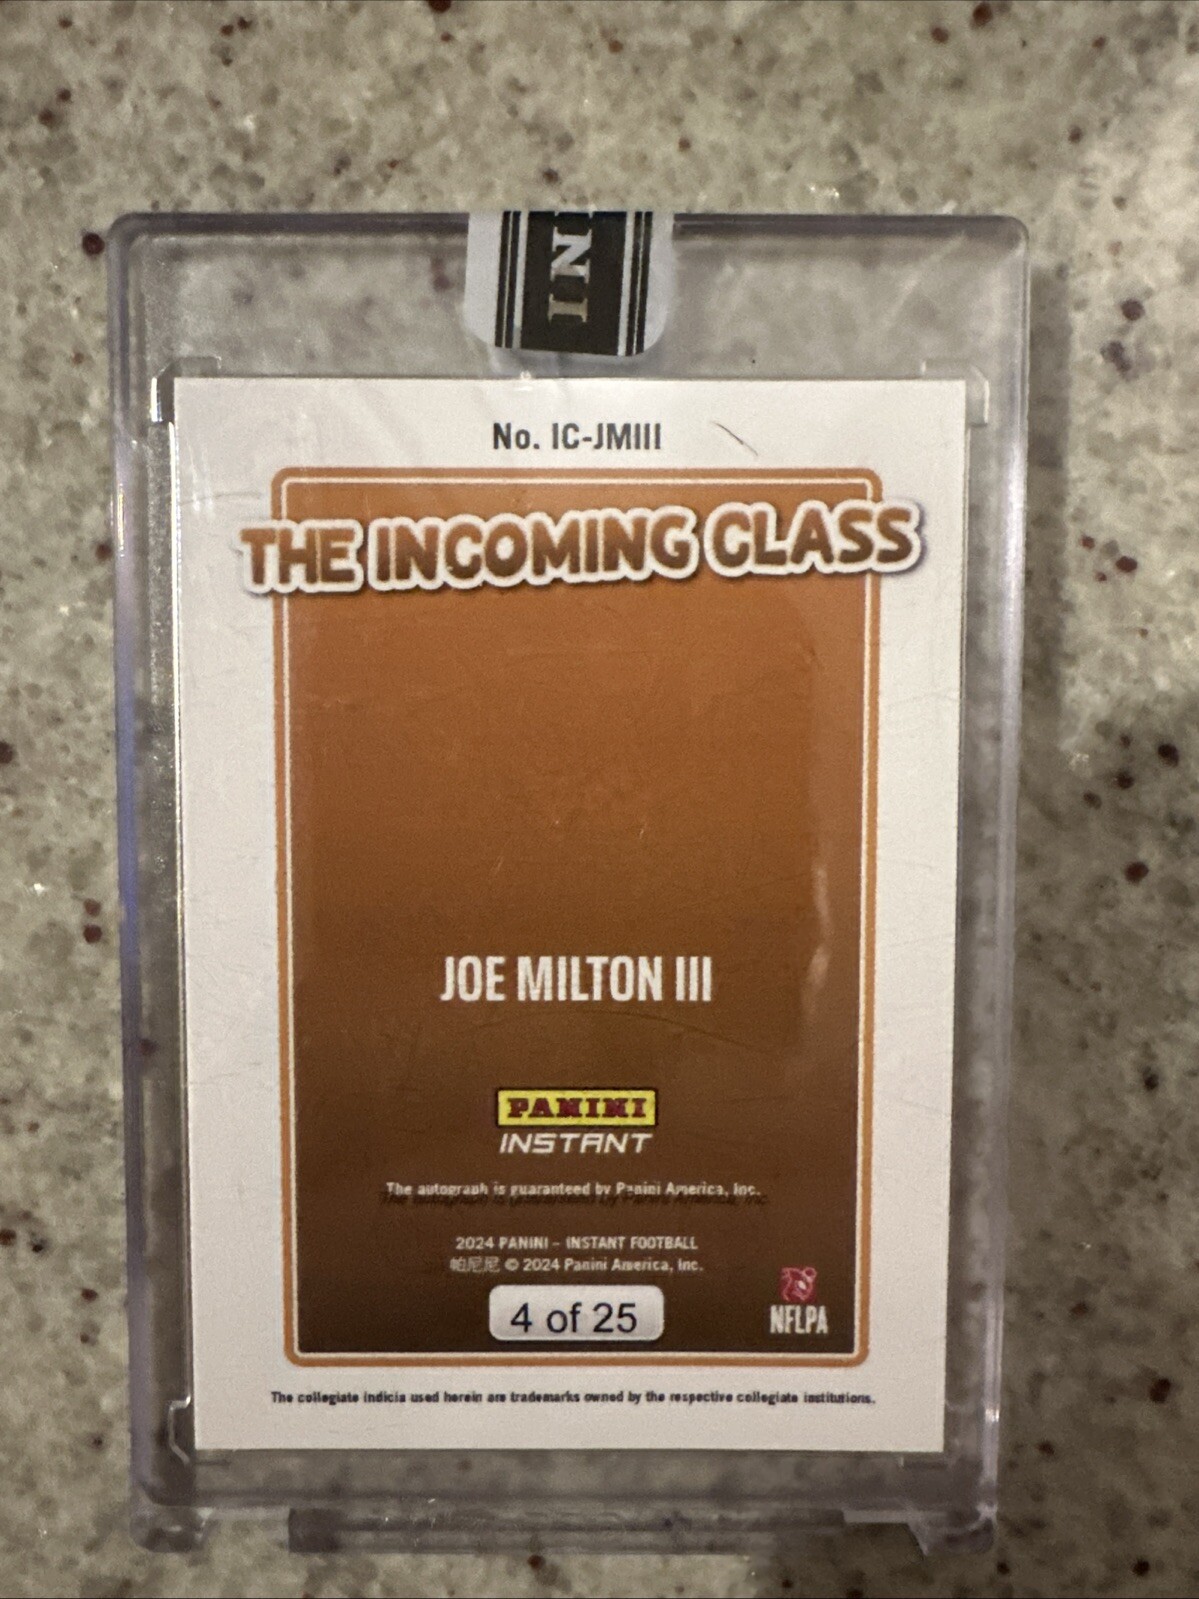 INI
No. IC-JMIII
THE INCOMING CLASS
JOE MILTON III
PANINI
INSTANT
The autograph is guaranteed by Panini America, Inc.
2024 PANINI - INSTANT FOOTBALL
帕尼尼 © 2024 Panini America, Inc.
4 of 25
NFLPA
The collegiate indicia used herein are trademarks owned by the respective collegiate institutions.